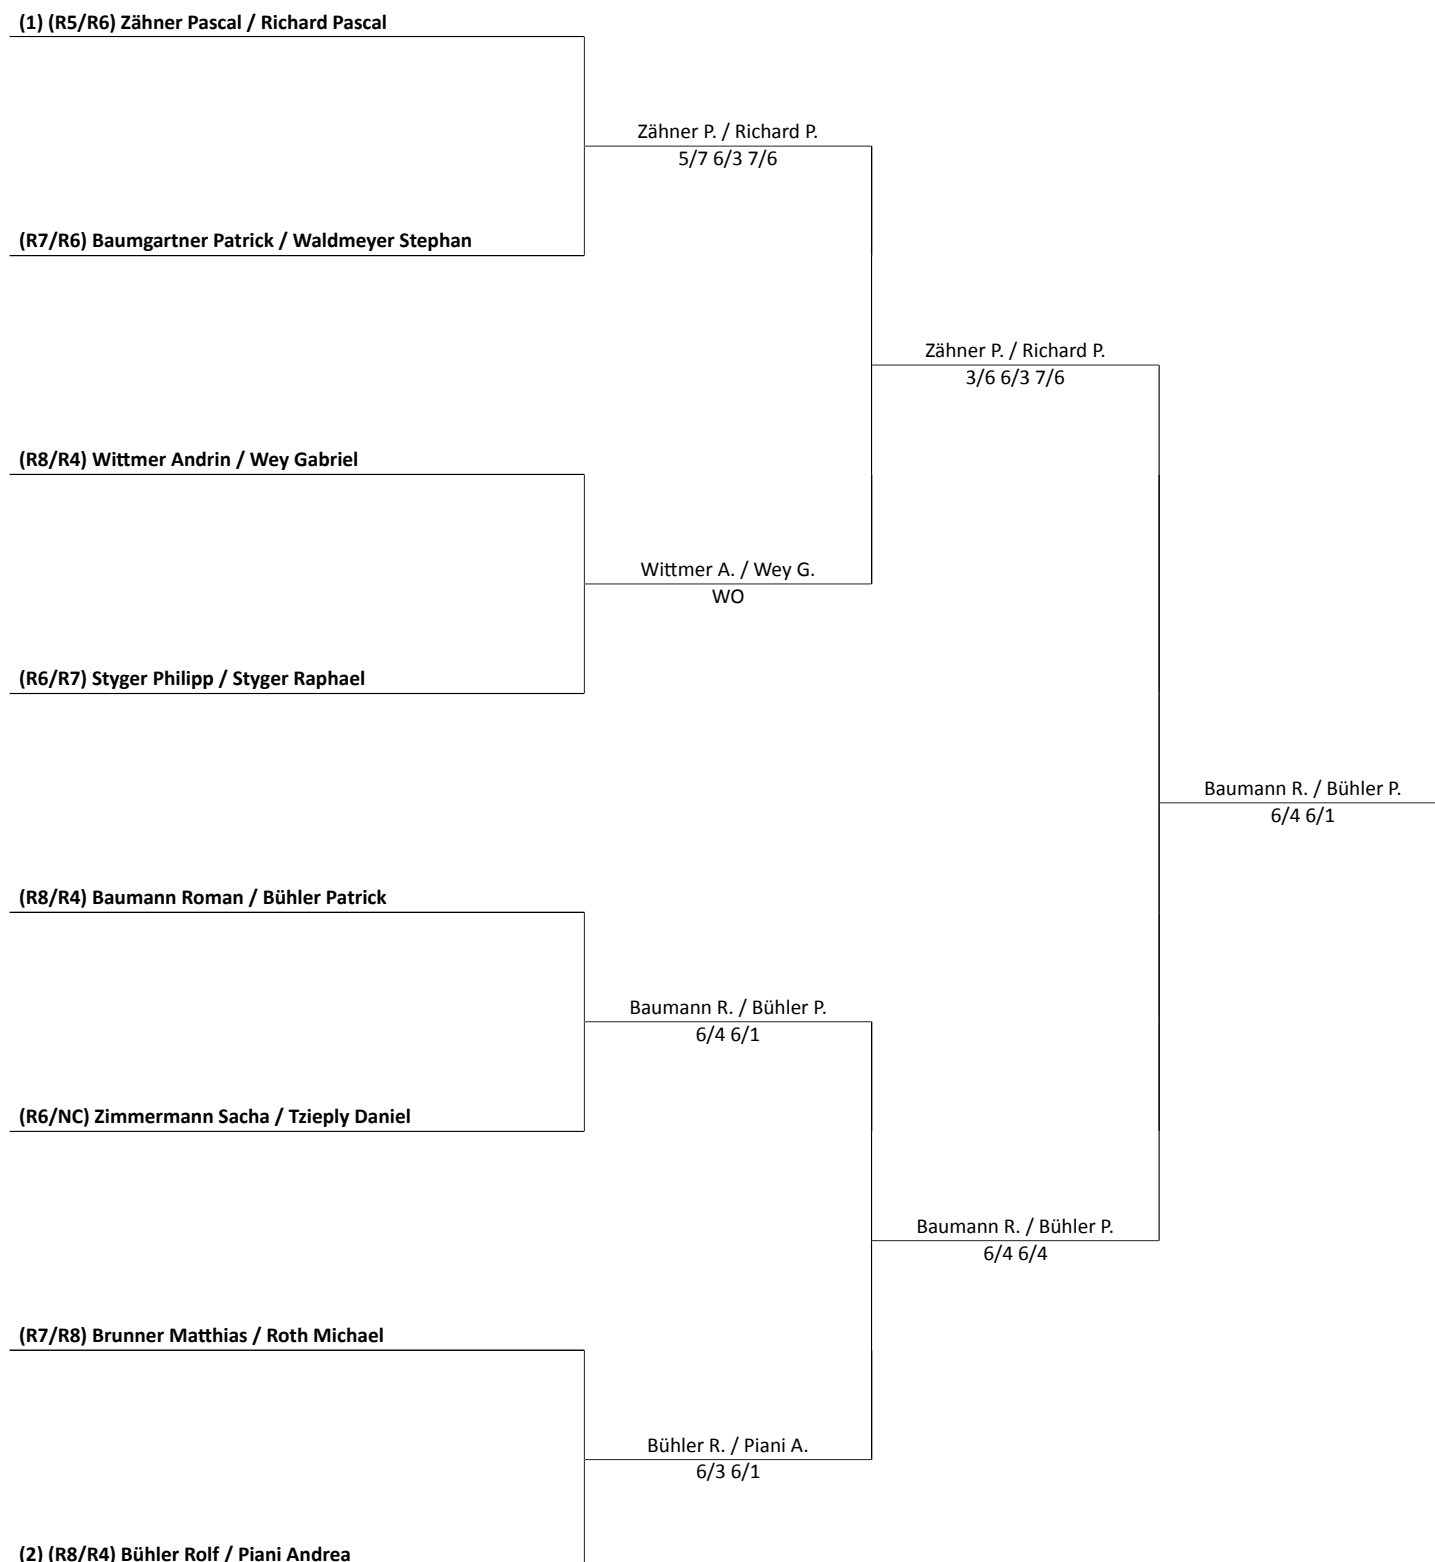 (1) (R5/R6) Zähner Pascal / Richard Pascal
Zähner P. / Richard P.
5/7 6/3 7/6
(R7/R6) Baumgartner Patrick / Waldmeyer Stephan
Zähner P. / Richard P.
3/6 6/3 7/6
(R8/R4) Wittmer Andrin / Wey Gabriel
Wittmer A. / Wey G.
WO
(R6/R7) Styger Philipp / Styger Raphael
Baumann R. / Bühler P.
6/4 6/1
(R8/R4) Baumann Roman / Bühler Patrick
Baumann R. / Bühler P.
6/4 6/1
(R6/NC) Zimmermann Sacha / Tzieply Daniel
Baumann R. / Bühler P.
6/4 6/4
(R7/R8) Brunner Matthias / Roth Michael
Bühler R. / Piani A.
6/3 6/1
(2) (R8/R4) Bühler Rolf / Piani Andrea